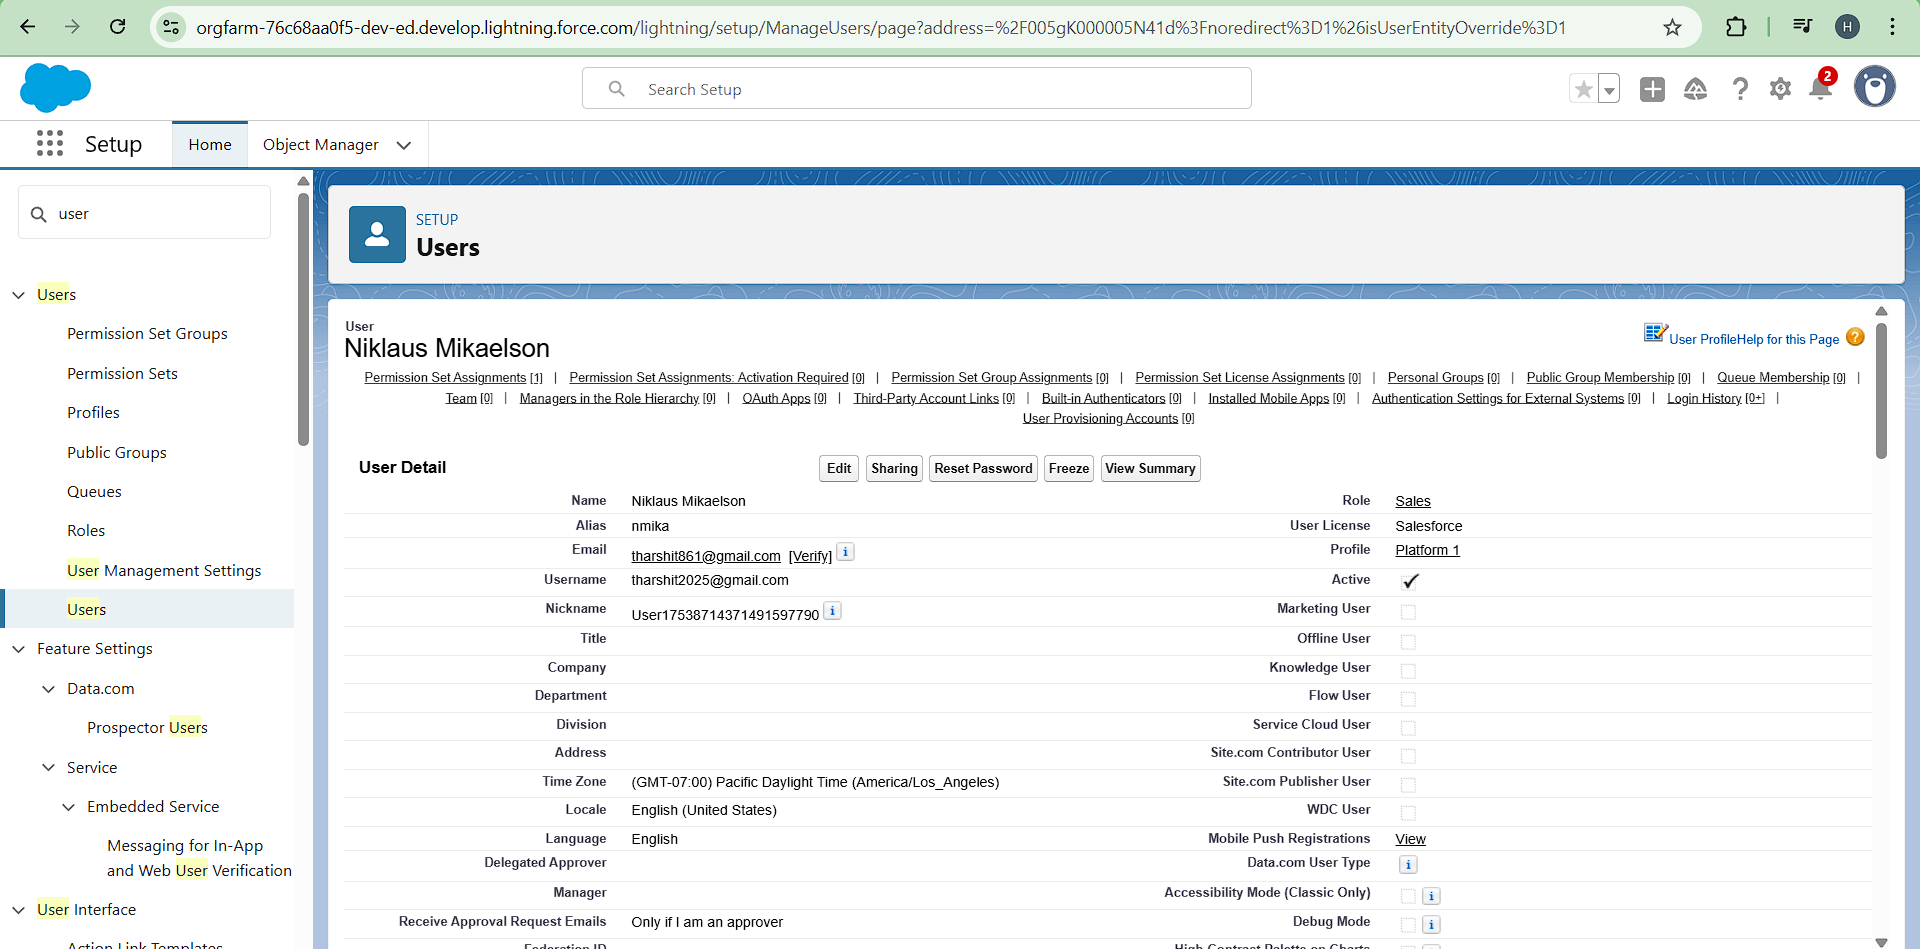 orgfarm-76c68aa0f5-dev-ed.develop.lightning.force.com/lightning/setup/ManageUsers/page?address=%2F005gK000005N41d%3Fnoredirect%3D1%26isUserEntityOverride%3D1
H
Search Setup
2
Setup
Home
Object Manager
user
Users
Permission Set Groups
Permission Sets
Profiles
Public Groups
Queues
Roles
User Management Settings
Users
Feature Settings
Data.com
Prospector Users
Service
Embedded Service
Messaging for In-App
and Web User Verification
User Interface
Action Link Templates
SETUP
Users
User
Niklaus Mikaelson
User Profile Help for this Page
Permission Set Assignments [1] | Permission Set Assignments: Activation Required [0] | Permission Set Group Assignments [0] | Permission Set License Assignments [0] | Personal Groups [0] | Public Group Membership [0] | Queue Membership [0] |
Team [0] | Managers in the Role Hierarchy [0] | OAuth Apps [0] | Third-Party Account Links [0] | Built-in Authenticators [0] | Installed Mobile Apps [0] | Authentication Settings for External Systems [0] | Login History [0+] |
User Provisioning Accounts [0]
User Detail
Edit Sharing Reset Password Freeze View Summary
Name Niklaus Mikaelson Role Sales
Alias nmika User License Salesforce
Email tharshit861@gmail.com [Verify] i Profile Platform 1
Username tharshit2025@gmail.com Active
Nickname User17538714371491597790 i Marketing User
Title Offline User
Company Knowledge User
Department Flow User
Division Service Cloud User
Address Site.com Contributor User
Time Zone (GMT-07:00) Pacific Daylight Time (America/Los_Angeles) Site.com Publisher User
Locale English (United States) WDC User
Language English Mobile Push Registrations View
Delegated Approver Data.com User Type i
Manager Accessibility Mode (Classic Only) i
Receive Approval Request Emails Only if I am an approver Debug Mode i
Federation ID High Contrast Palette on Charts